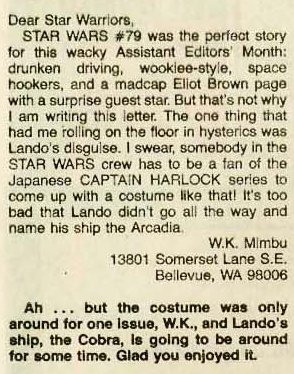 Dear Star Warriors,
STAR WARS #79 was the perfect story
for this wacky Assistant Editors' Month:
drunken driving, wookiee-style, space
hookers, and a madcap Eliot Brown page
with a surprise guest star. But that's not why
I am writing this letter. The one thing that
had me rolling on the floor in hysterics was
Lando's disguise. I swear, somebody in the
STAR WARS crew has to be a fan of the
Japanese CAPTAIN HARLOCK series to
come up with a costume like that! It's too
bad that Lando didn't go all the way and
name his ship the Arcadia.
W.K. Mimbu
13801 Somerset Lane S.E.
Bellevue, WA 98006
Ah ... but the costume was only
around for one issue, W.K., and Lando's
ship, the Cobra, is going to be around
for some time. Glad you enjoyed it.